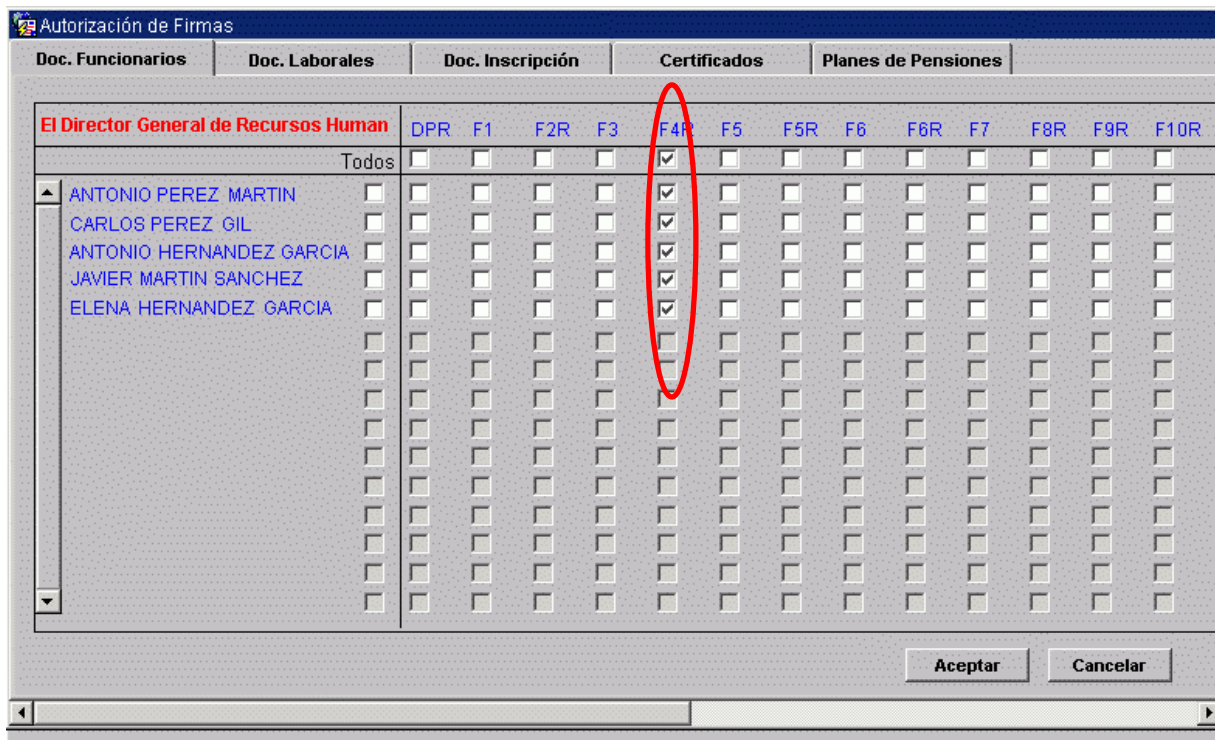 Autorización de Firmas
Doc. Funcionarios Doc. Laborales Doc. Inscripción Certificados Planes de Pensiones
El Director General de Recursos Human DPR F1 F2R F3 F4R F5 F5R F6 F6R F7 F8R F9R F10R
Todos
ANTONIO PEREZ MARTIN
CARLOS PEREZ GIL
ANTONIO HERNANDEZ GARCIA
JAVIER MARTIN SANCHEZ
ELENA HERNANDEZ GARCIA
Aceptar Cancelar